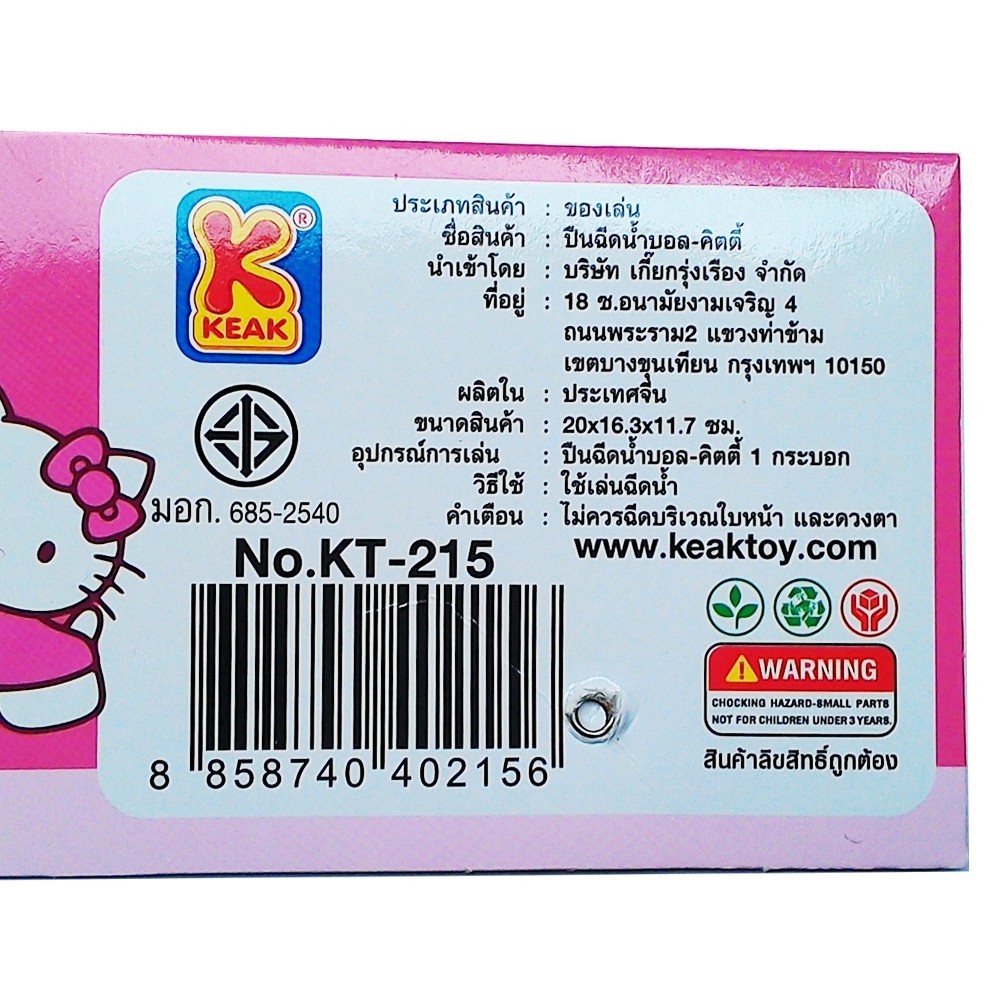 KEAK
®
ประเภทสินค้า : ของเล่น
ชื่อสินค้า : ปืนฉีดน้ำบอล-คิตตี้
นำเข้าโดย : บริษัท เกี๊ยกรุ่งเรือง จำกัด
ที่อยู่ : 18 ซ.อนามัยงามเจริญ 4
ถนนพระราม2 แขวงท่าข้าม
เขตบางขุนเทียน กรุงเทพฯ 10150
ผลิตใน : ประเทศจีน
ขนาดสินค้า : 20x16.3x11.7 ซม.
อุปกรณ์การเล่น : ปืนฉีดน้ำบอล-คิตตี้ 1 กระบอก
วิธีใช้ : ใช้เล่นฉีดน้ำ
คำเตือน : ไม่ควรฉีดบริเวณใบหน้า และดวงตา
มอก. 685-2540
www.keaktoy.com
No.KT-215
8 858740 402156
WARNING
CHOCKING HAZARD-SMALL PARTS
NOT FOR CHILDREN UNDER 3 YEARS.
สินค้าลิขสิทธิ์ถูกต้อง